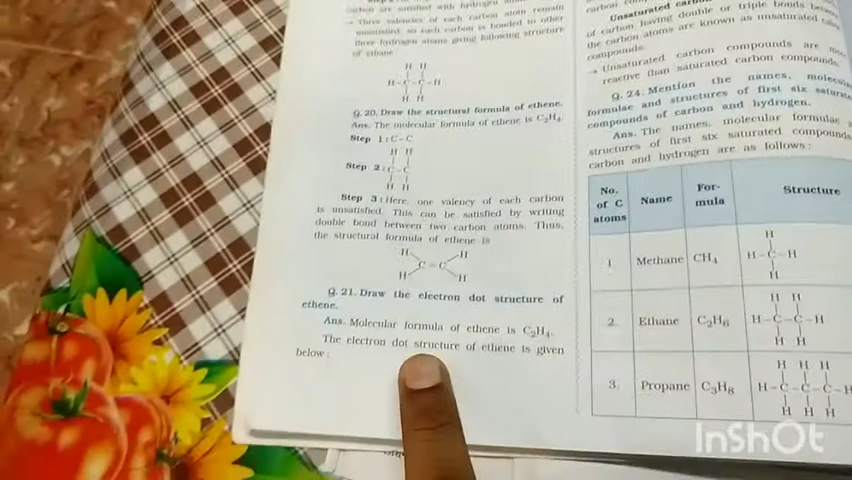 carbon are satisfied with hydrogen
→ Three valencies of each carbon atom remain
unsatisfied, so each carbon is bonded to other
three hydrogen atoms giving following structure
of ethane
H H
H-C-C-H
H H
Q. 20. Draw the structural formula of ethene.
Ans. The molecular formula of ethene is C₂H₄.
Step 1 : C-C
H H
Step 2 : C-C
H H
Step 3 : Here, one valency of each carbon
is unsatisfied. This can be satisfied by writing
double bond between two carbon atoms. Thus,
the structural formula of ethene is
H H
C=C
H H
Q. 21. Draw the electron dot structure of
ethene.
Ans. Molecular formula of ethene is C₂H₄.
The electron dot structure of ethene is given
below :
Unsaturated
of carbon having double or triple bonds
the carbon atoms are known as unsaturated
compounds.
→ Unsaturated carbon compounds are
reactive than saturated carbon compounds.
Q. 24. Mention the names,
formulae and structures of first six
compounds of carbon and hydrogen.
Ans. The names, molecular formulae
structures of first six saturated compounds
carbon and hydrogen are as follows :
No. of C atoms Name For-mula Structure
1. Methane CH₄
H
H-C-H
H
2. Ethane C₂H₆
H H
H-C-C-H
H H
3. Propane C₃H₈
H H H
H-C-C-C-H
H H H
InShOt